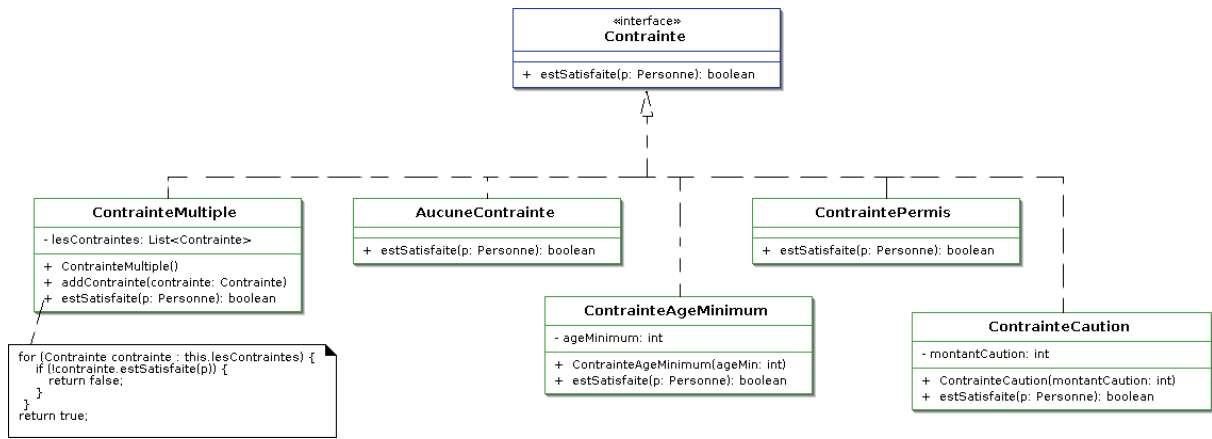 «interface»
Contrainte
+ estSatisfaite(p: Personne): boolean
ContrainteMultiple
- lesContraintes: List<Contrainte>
+ ContrainteMultiple()
+ addContrainte(contrainte: Contrainte)
+ estSatisfaite(p: Personne): boolean
for (Contrainte contrainte : this.lesContraintes) {
if (!contrainte.estSatisfaite(p)) {
return false;
}
}
return true;
AucuneContrainte
+ estSatisfaite(p: Personne): boolean
ContrainteAgeMinimum
- ageMinimum: int
+ ContrainteAgeMinimum(ageMin: int)
+ estSatisfaite(p: Personne): boolean
ContraintePermis
+ estSatisfaite(p: Personne): boolean
ContrainteCaution
- montantCaution: int
+ ContrainteCaution(montantCaution: int)
+ estSatisfaite(p: Personne): boolean